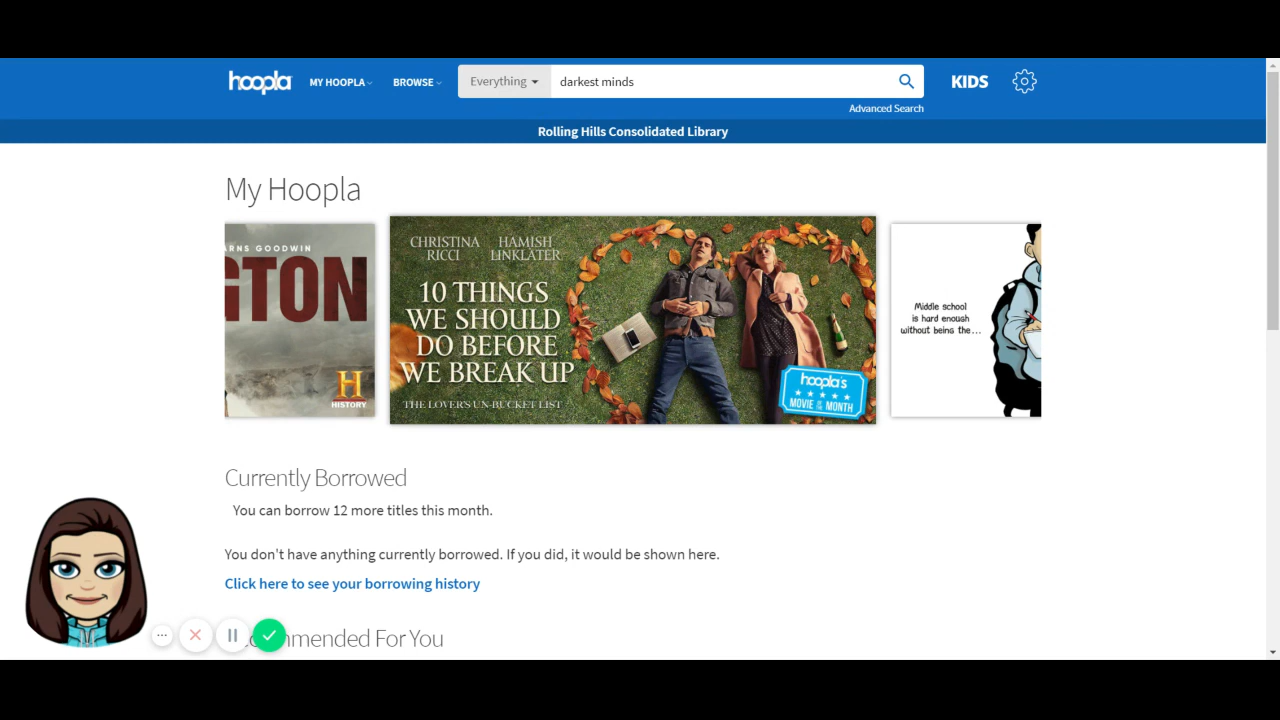 hoopla MY HOOPLA BROWSE Everything darkest minds KIDS
Advanced Search
Rolling Hills Consolidated Library
My Hoopla
ARNS GOODWIN
GTON
H
HISTORY
CHRISTINA RICCI
HAMISH LINKLATER
10 THINGS
WE SHOULD
DO BEFORE
WE BREAK UP
THE LOVER'S UN-BUCKET LIST
hoopla's
MOVIE OF THE MONTH
Middle school
is hard enough
without being the...
Currently Borrowed
You can borrow 12 more titles this month.
You don't have anything currently borrowed. If you did, it would be shown here.
Click here to see your borrowing history
mmended For You